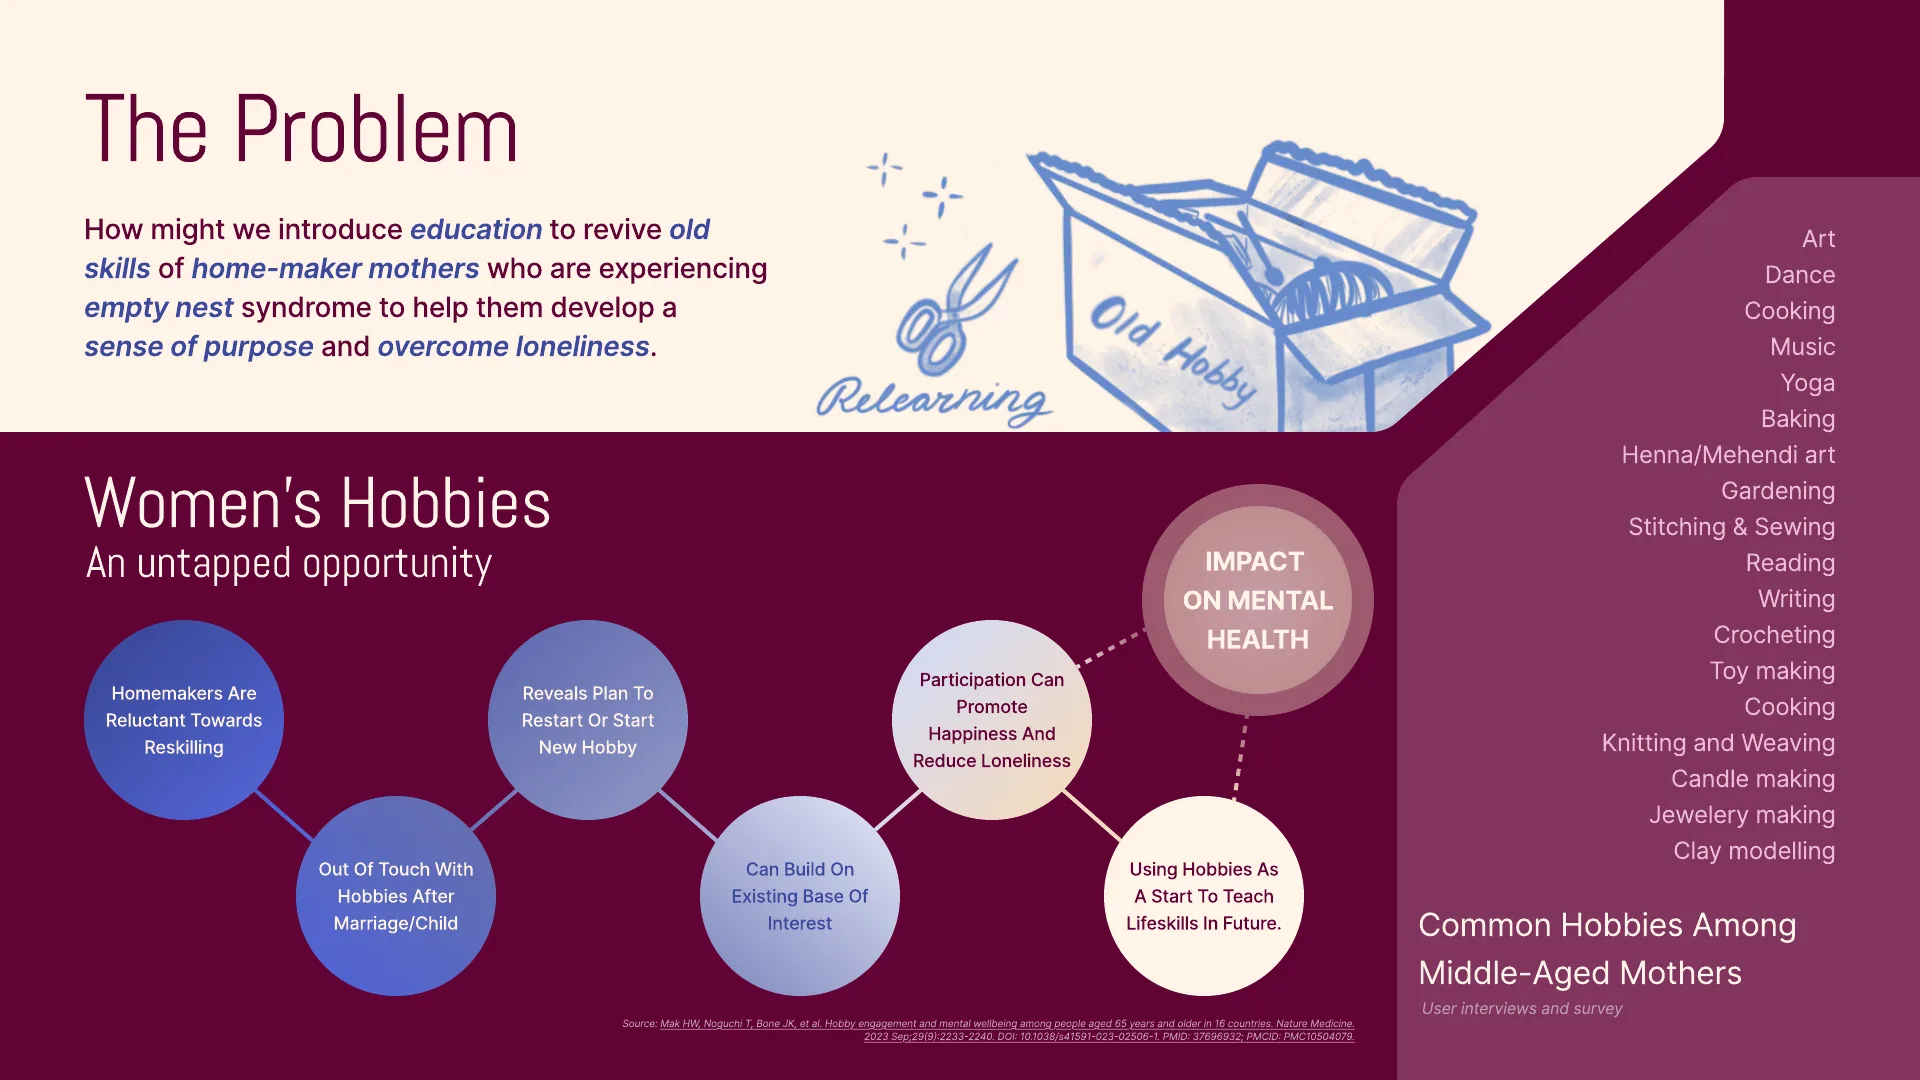 The Problem
How might we introduce education to revive old
skills of home-maker mothers who are experiencing
empty nest syndrome to help them develop a
sense of purpose and overcome loneliness.
Relearning
Old Hobby
Women's Hobbies
An untapped opportunity
Homemakers Are
Reluctant Towards
Reskilling
Out Of Touch With
Hobbies After
Marriage/Child
Reveals Plan To
Restart Or Start
New Hobby
Can Build On
Existing Base Of
Interest
Participation Can
Promote
Happiness And
Reduce Loneliness
Using Hobbies As
A Start To Teach
Lifeskills In Future.
IMPACT
ON MENTAL
HEALTH
Source: Mak HW, Noguchi T, Bone JK, et al. Hobby engagement and mental wellbeing among people aged 65 years and older in 16 countries. Nature Medicine.
2023 Sep;29(9):2233-2240. DOI: 10.1038/s41591-023-02506-1. PMID: 37696932; PMCID: PMC10504079.
Art
Dance
Cooking
Music
Yoga
Baking
Henna/Mehendi art
Gardening
Stitching & Sewing
Reading
Writing
Crocheting
Toy making
Cooking
Knitting and Weaving
Candle making
Jewelery making
Clay modelling
Common Hobbies Among
Middle-Aged Mothers
User interviews and survey